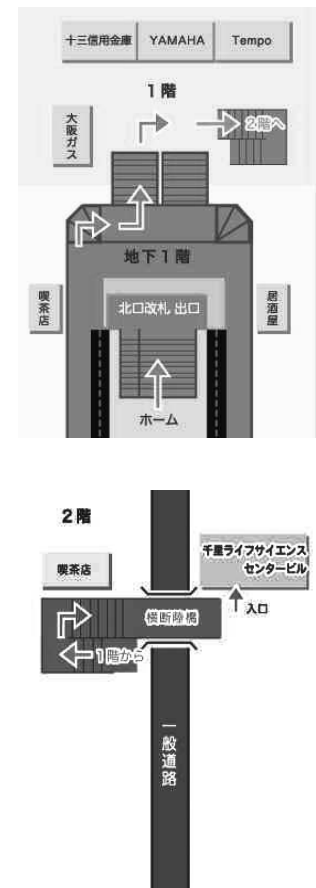 十三信用金庫
YAMAHA
Tempo
1階
大阪ガス
2階へ
地下1階
喫茶店
北口改札 出口
居酒屋
ホーム
2階
千里ライフサイエンス
センタービル
喫茶店
入口
横断陸橋
1階から
一般道路